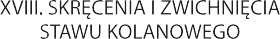 XVIII. SKRĘCENIA I ZWICHNIĘCIA
STAWU KOLANOWEGO